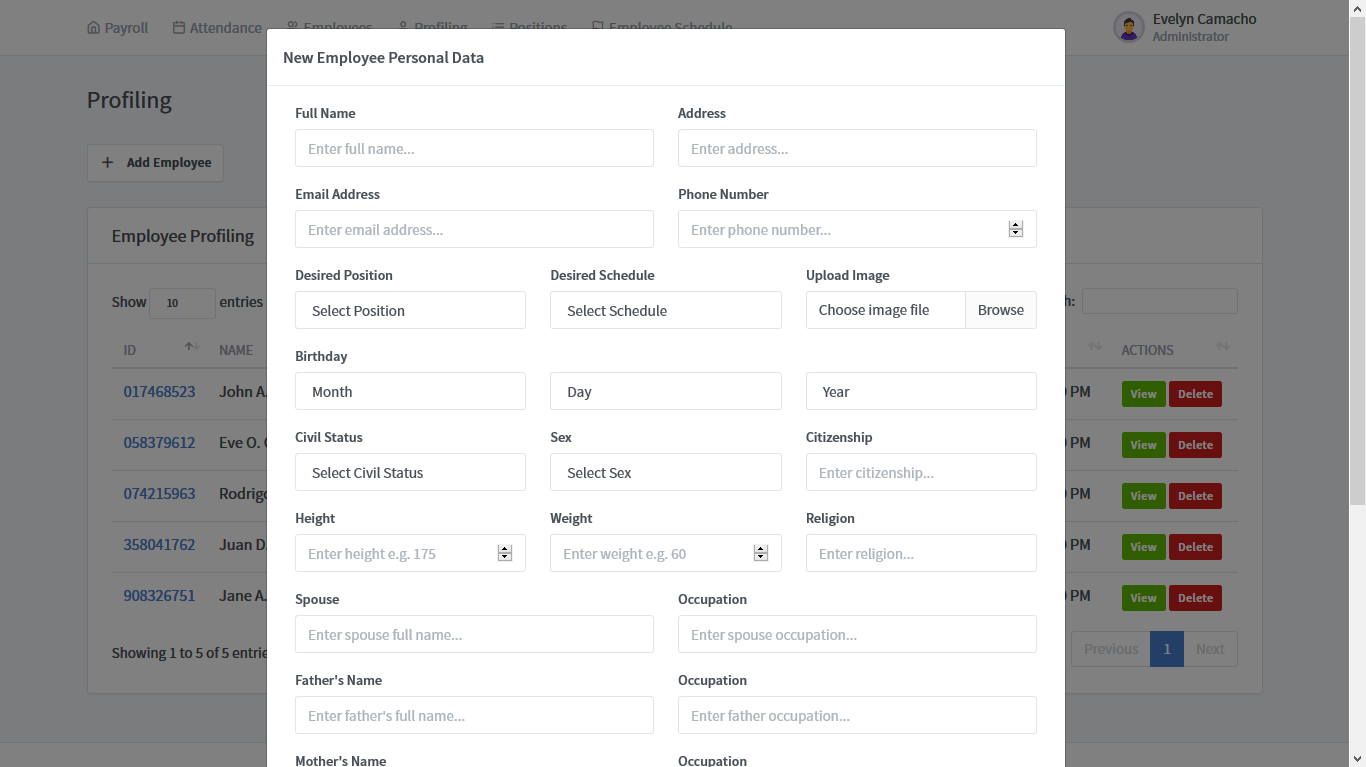 Payroll Attendance Employees Profiling Positions Employee Schedule
Evelyn Camacho
Administrator
Profiling
+ Add Employee
Employee Profiling
Show 10 entries
ID NAME ACTIONS
017468523 John A. PM View Delete
058379612 Eve O. PM View Delete
074215963 PM View Delete
358041762 Juan D. PM View Delete
908326751 Jane A. PM View Delete
Showing 1 to 5 of 5
Previous 1 Next
New Employee Personal Data
Full Name Address
Enter full name... Enter address...
Email Address Phone Number
Enter email address... Enter phone number...
Desired Position Desired Schedule Upload Image
Select Position Select Schedule Choose image file Browse
Birthday
Month Day Year
Civil Status Sex Citizenship
Select Civil Status Select Sex Enter citizenship...
Height Weight Religion
Enter height e.g. 175 Enter weight e.g. 60 Enter religion...
Spouse Occupation
Enter spouse full name... Enter spouse occupation...
Father's Name Occupation
Enter father's full name... Enter father occupation...
Mother's Name Occupation